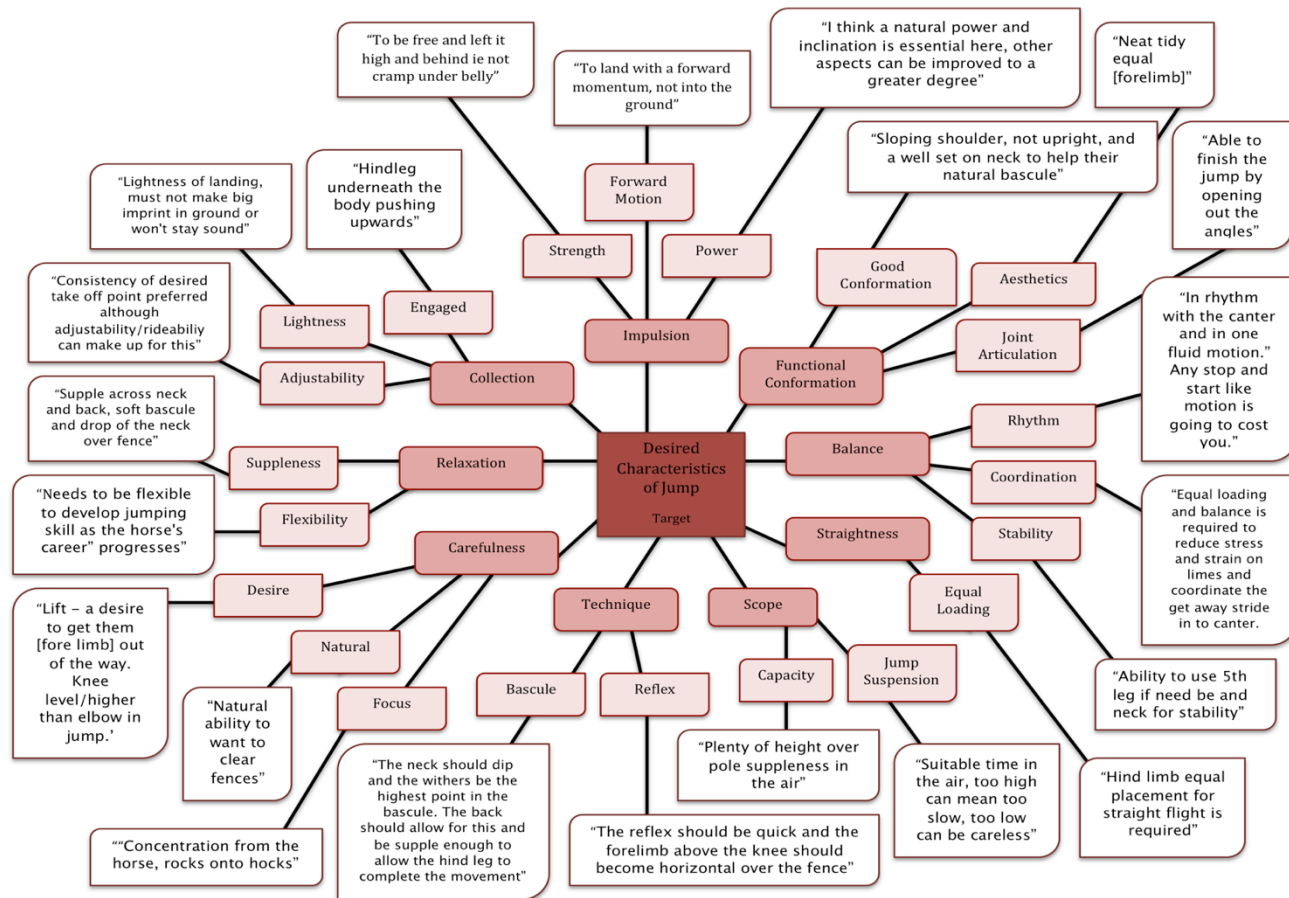 “To be free and left it
high and behind ie not
cramp under belly”
“To land with a forward
momentum, not into the
ground”
“I think a natural power and
inclination is essential here, other
aspects can be improved to a
greater degree”
“Neat tidy
equal
[forelimb]”
“Lightness of landing,
must not make big
imprint in ground or
won't stay sound”
“Hindleg
underneath the
body pushing
upwards”
Forward
Motion
“Sloping shoulder, not upright, and
a well set on neck to help their
natural bascule”
“Able to
finish the
jump by
opening
out the
angles”
Strength
Power
Good
Conformation
Aesthetics
“Consistency of desired
take off point preferred
although
adjustability/rideabiliy
can make up for this”
Lightness
Engaged
Impulsion
Joint
Articulation
“In rhythm
with the canter
and in one
fluid motion.”
Any stop and
start like
motion is
going to cost
you.”
Adjustability
Collection
Functional
Conformation
“Supple across neck
and back, soft bascule
and drop of the neck
over fence”
Suppleness
Relaxation
Desired
Characteristics
of Jump
Target
Balance
Rhythm
Coordination
“Needs to be flexible
to develop jumping
skill as the horse's
career” progresses”
Flexibility
Carefulness
Straightness
Stability
“Equal loading
and balance is
required to
reduce stress
and strain on
limes and
coordinate the
get away stride
in to canter.
Desire
Technique
Scope
Equal
Loading
“Lift – a desire
to get them
[fore limb] out
of the way.
Knee
level/higher
than elbow in
jump.’
Natural
Focus
Bascule
Reflex
Capacity
Jump
Suspension
“Ability to use 5th
leg if need be and
neck for stability”
“Natural
ability to
want to
clear
fences”
“The neck should dip
and the withers be the
highest point in the
bascule. The back
should allow for this and
be supple enough to
allow the hind leg to
complete the movement”
“Plenty of height over
pole suppleness in
the air”
“Suitable time in
the air, too high
can mean too
slow, too low
can be careless”
“Hind limb equal
placement for
straight flight is
required”
““Concentration from the
horse, rocks onto hocks”
“The reflex should be quick and the
forelimb above the knee should
become horizontal over the fence”